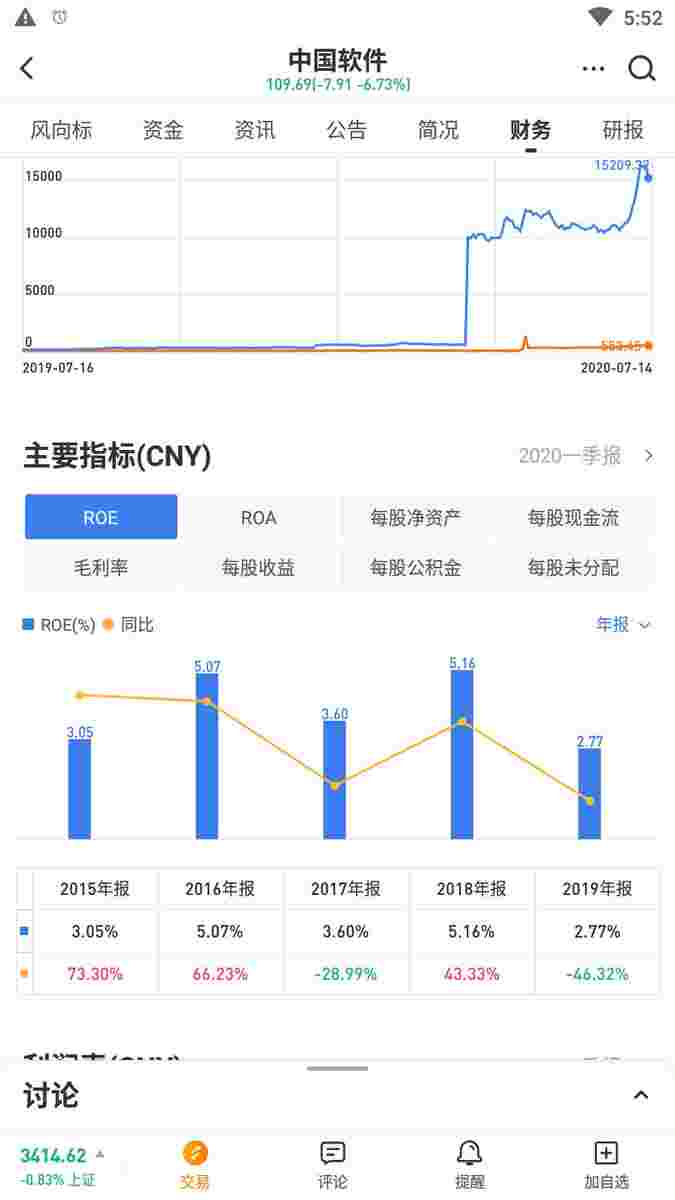 5:52
中国软件
109.69(-7.91 -6.73%)
风向标 资金 资讯 公告 简况 财务 研报
15209.37
15000
10000
5000
0
583.45
2019-07-16 2020-07-14
主要指标(CNY) 2020一季报
ROE ROA 每股净资产 每股现金流
毛利率 每股收益 每股公积金 每股未分配
ROE(%) 同比 年报
3.05 5.07 3.60 5.16 2.77
2015年报 2016年报 2017年报 2018年报 2019年报
3.05% 5.07% 3.60% 5.16% 2.77%
73.30% 66.23% -28.99% 43.33% -46.32%
利润表(CNY)
讨论
3414.62
-0.83% 上证
交易 评论 提醒 加自选